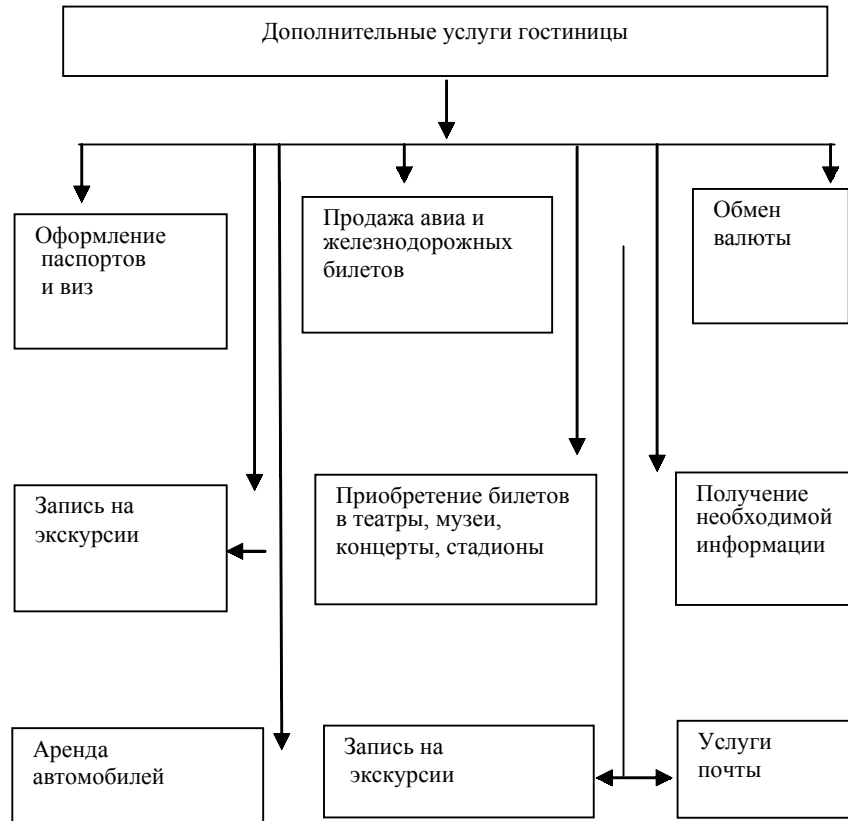 Дополнительные услуги гостиницы
Оформление
паспортов
и виз
Продажа авиа и
железнодорожных
билетов
Обмен
валюты
Запись на
экскурсии
Приобретение билетов
в театры, музеи,
концерты, стадионы
Получение
необходимой
информации
Аренда
автомобилей
Запись на
экскурсии
Услуги
почты